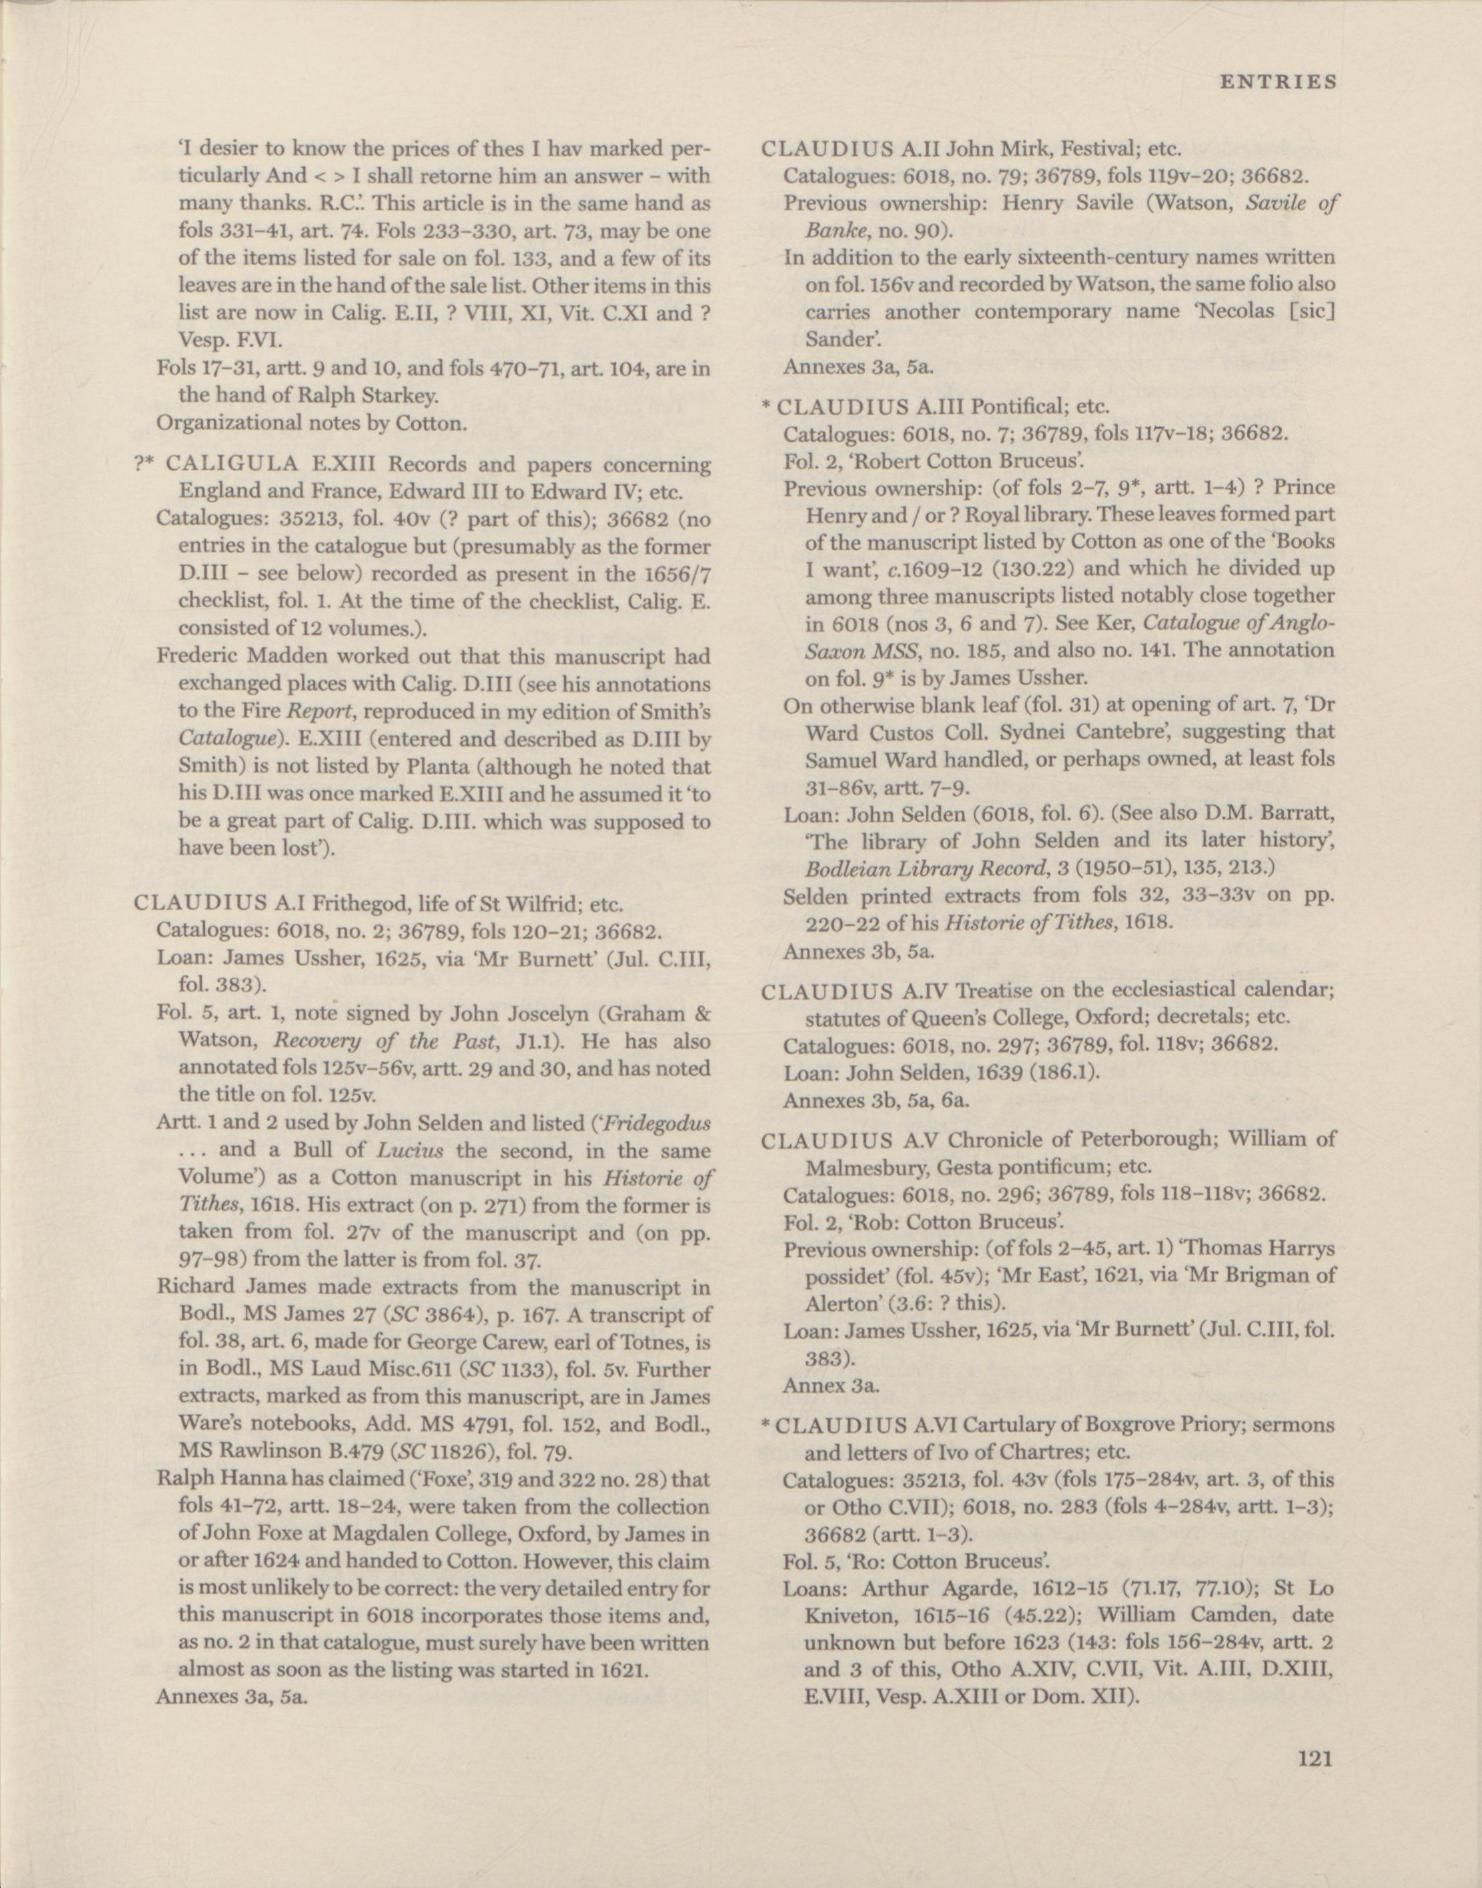 ENTRIES
‘I desier to know the prices of thes I hav marked per-
ticularly And < > I shall retorne him an answer – with
many thanks. R.C.’. This article is in the same hand as
fols 331–41, art. 74. Fols 233–330, art. 73, may be one
of the items listed for sale on fol. 133, and a few of its
leaves are in the hand of the sale list. Other items in this
list are now in Calig. E.II, ? VIII, XI, Vit. C.XI and ?
Vesp. F.VI.
Fols 17–31, artt. 9 and 10, and fols 470–71, art. 104, are in
the hand of Ralph Starkey.
Organizational notes by Cotton.
?* CALIGULA E.XIII Records and papers concerning
England and France, Edward III to Edward IV; etc.
Catalogues: 35213, fol. 40v (? part of this); 36682 (no
entries in the catalogue but (presumably as the former
D.III – see below) recorded as present in the 1656/7
checklist, fol. 1. At the time of the checklist, Calig. E.
consisted of 12 volumes.).
Frederic Madden worked out that this manuscript had
exchanged places with Calig. D.III (see his annotations
to the Fire Report, reproduced in my edition of Smith’s
Catalogue). E.XIII (entered and described as D.III by
Smith) is not listed by Planta (although he noted that
his D.III was once marked E.XIII and he assumed it ‘to
be a great part of Calig. D.III. which was supposed to
have been lost’).
CLAUDIUS A.I Frithegod, life of St Wilfrid; etc.
Catalogues: 6018, no. 2; 36789, fols 120–21; 36682.
Loan: James Ussher, 1625, via ‘Mr Burnett’ (Jul. C.III,
fol. 383).
Fol. 5, art. 1, note signed by John Joscelyn (Graham &
Watson, Recovery of the Past, J1.1). He has also
annotated fols 125v–56v, artt. 29 and 30, and has noted
the title on fol. 125v.
Artt. 1 and 2 used by John Selden and listed (‘Fridegodus
... and a Bull of Lucius the second, in the same
Volume’) as a Cotton manuscript in his Historie of
Tithes, 1618. His extract (on p. 271) from the former is
taken from fol. 27v of the manuscript and (on pp.
97–98) from the latter is from fol. 37.
Richard James made extracts from the manuscript in
Bodl., MS James 27 (SC 3864), p. 167. A transcript of
fol. 38, art. 6, made for George Carew, earl of Totnes, is
in Bodl., MS Laud Misc.611 (SC 1133), fol. 5v. Further
extracts, marked as from this manuscript, are in James
Ware’s notebooks, Add. MS 4791, fol. 152, and Bodl.,
MS Rawlinson B.479 (SC 11826), fol. 79.
Ralph Hanna has claimed (‘Foxe’, 319 and 322 no. 28) that
fols 41–72, artt. 18–24, were taken from the collection
of John Foxe at Magdalen College, Oxford, by James in
or after 1624 and handed to Cotton. However, this claim
is most unlikely to be correct: the very detailed entry for
this manuscript in 6018 incorporates those items and,
as no. 2 in that catalogue, must surely have been written
almost as soon as the listing was started in 1621.
Annexes 3a, 5a.
CLAUDIUS A.II John Mirk, Festival; etc.
Catalogues: 6018, no. 79; 36789, fols 119v–20; 36682.
Previous ownership: Henry Savile (Watson, Savile of
Banke, no. 90).
In addition to the early sixteenth-century names written
on fol. 156v and recorded by Watson, the same folio also
carries another contemporary name ‘Necolas [sic]
Sander’.
Annexes 3a, 5a.
* CLAUDIUS A.III Pontifical; etc.
Catalogues: 6018, no. 7; 36789, fols 117v–18; 36682.
Fol. 2, ‘Robert Cotton Bruceus’.
Previous ownership: (of fols 2–7, 9*, artt. 1–4) ? Prince
Henry and / or ? Royal library. These leaves formed part
of the manuscript listed by Cotton as one of the ‘Books
I want’, c.1609–12 (130.22) and which he divided up
among three manuscripts listed notably close together
in 6018 (nos 3, 6 and 7). See Ker, Catalogue of Anglo-
Saxon MSS, no. 185, and also no. 141. The annotation
on fol. 9* is by James Ussher.
On otherwise blank leaf (fol. 31) at opening of art. 7, ‘Dr
Ward Custos Coll. Sydnei Cantebre’, suggesting that
Samuel Ward handled, or perhaps owned, at least fols
31–86v, artt. 7–9.
Loan: John Selden (6018, fol. 6). (See also D.M. Barratt,
‘The library of John Selden and its later history’,
Bodleian Library Record, 3 (1950–51), 135, 213.)
Selden printed extracts from fols 32, 33–33v on pp.
220–22 of his Historie of Tithes, 1618.
Annexes 3b, 5a.
CLAUDIUS A.IV Treatise on the ecclesiastical calendar;
statutes of Queen’s College, Oxford; decretals; etc.
Catalogues: 6018, no. 297; 36789, fol. 118v; 36682.
Loan: John Selden, 1639 (186.1).
Annexes 3b, 5a, 6a.
CLAUDIUS A.V Chronicle of Peterborough; William of
Malmesbury, Gesta pontificum; etc.
Catalogues: 6018, no. 296; 36789, fols 118–118v; 36682.
Fol. 2, ‘Rob: Cotton Bruceus’.
Previous ownership: (of fols 2–45, art. 1) ‘Thomas Harrys
possidet’ (fol. 45v); ‘Mr East’, 1621, via ‘Mr Brigman of
Alerton’ (3.6: ? this).
Loan: James Ussher, 1625, via ‘Mr Burnett’ (Jul. C.III, fol.
383).
Annex 3a.
* CLAUDIUS A.VI Cartulary of Boxgrove Priory; sermons
and letters of Ivo of Chartres; etc.
Catalogues: 35213, fol. 43v (fols 175–284v, art. 3, of this
or Otho C.VII); 6018, no. 283 (fols 4–284v, artt. 1–3);
36682 (artt. 1–3).
Fol. 5, ‘Ro: Cotton Bruceus’.
Loans: Arthur Agarde, 1612–15 (71.17, 77.10); St Lo
Kniveton, 1615–16 (45.22); William Camden, date
unknown but before 1623 (143: fols 156–284v, artt. 2
and 3 of this, Otho A.XIV, C.VII, Vit. A.III, D.XIII,
E.VIII, Vesp. A.XIII or Dom. XII).
121